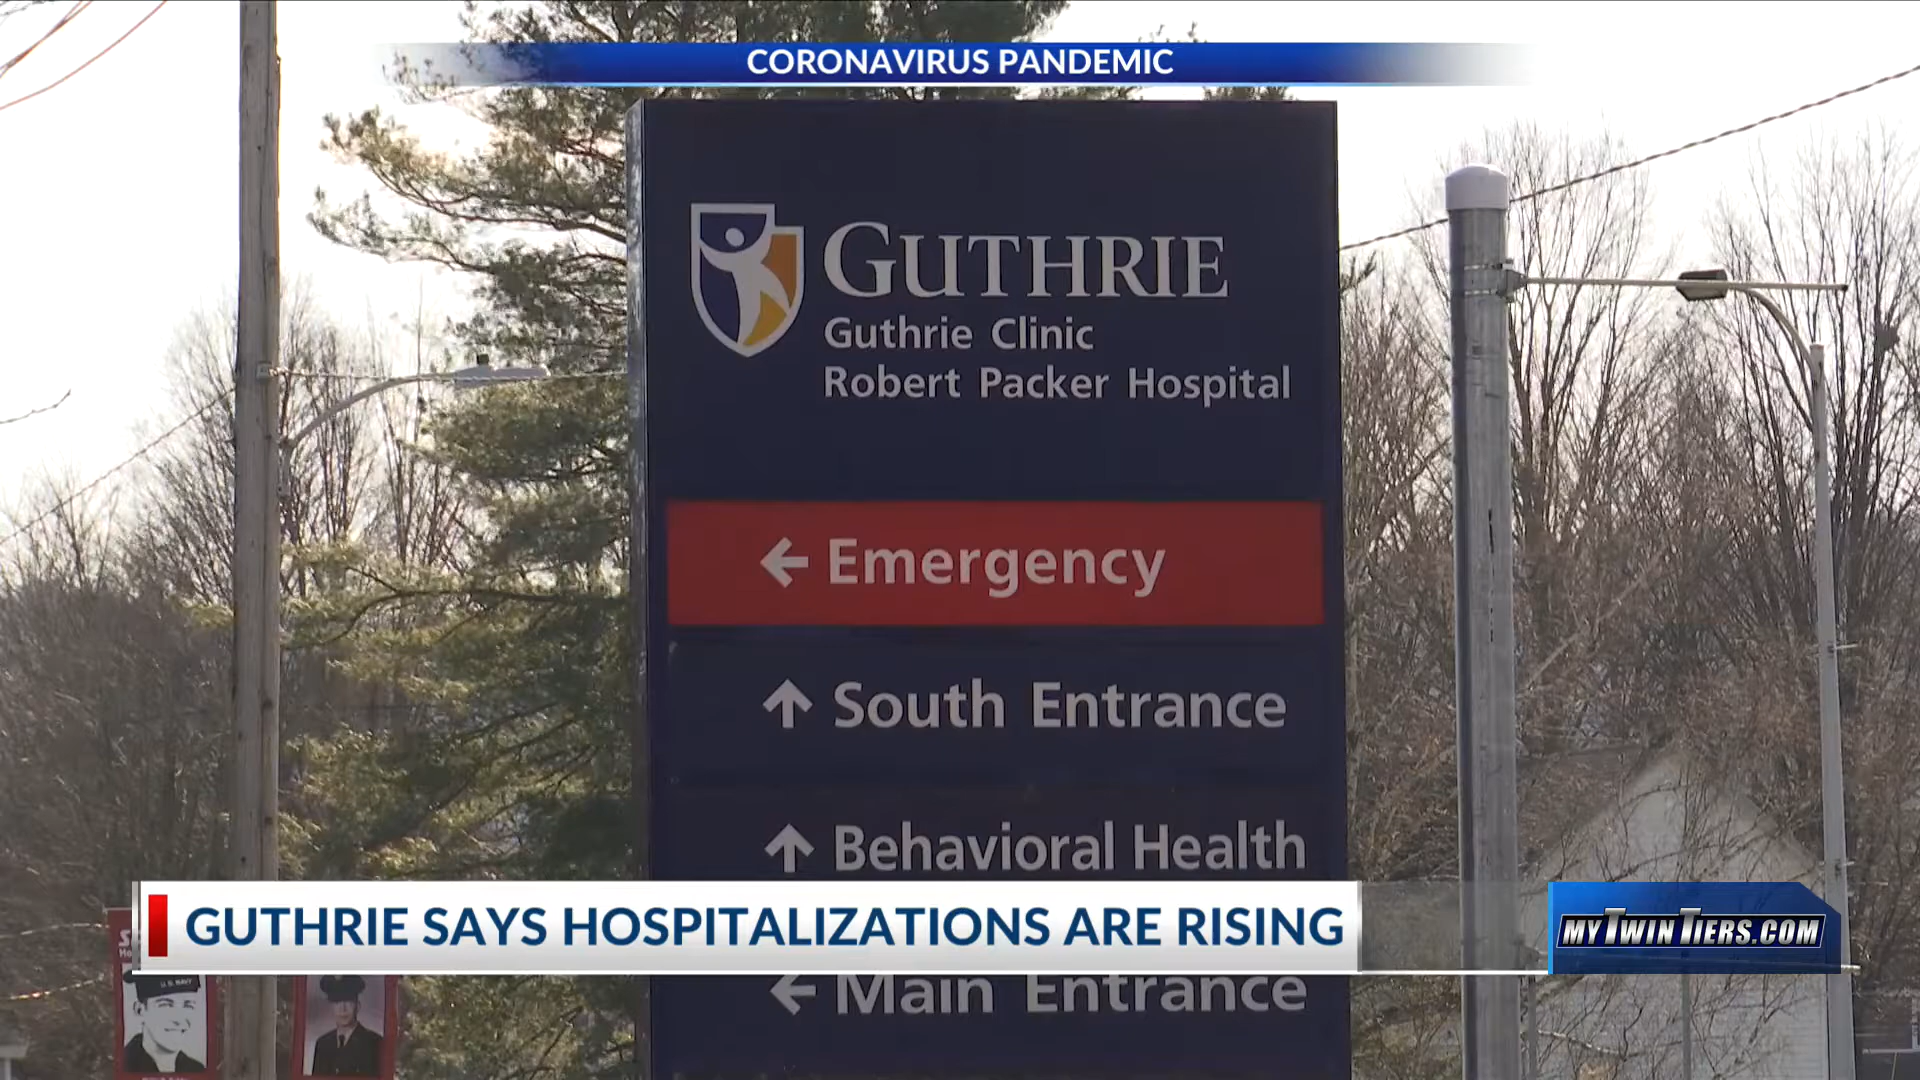 CORONAVIRUS PANDEMIC
GUTHRIE
Guthrie Clinic
Robert Packer Hospital
← Emergency
↑ South Entrance
↑ Behavioral Health
GUTHRIE SAYS HOSPITALIZATIONS ARE RISING
MYTWINTIERS.COM
← Main Entrance
U.S. NAVY